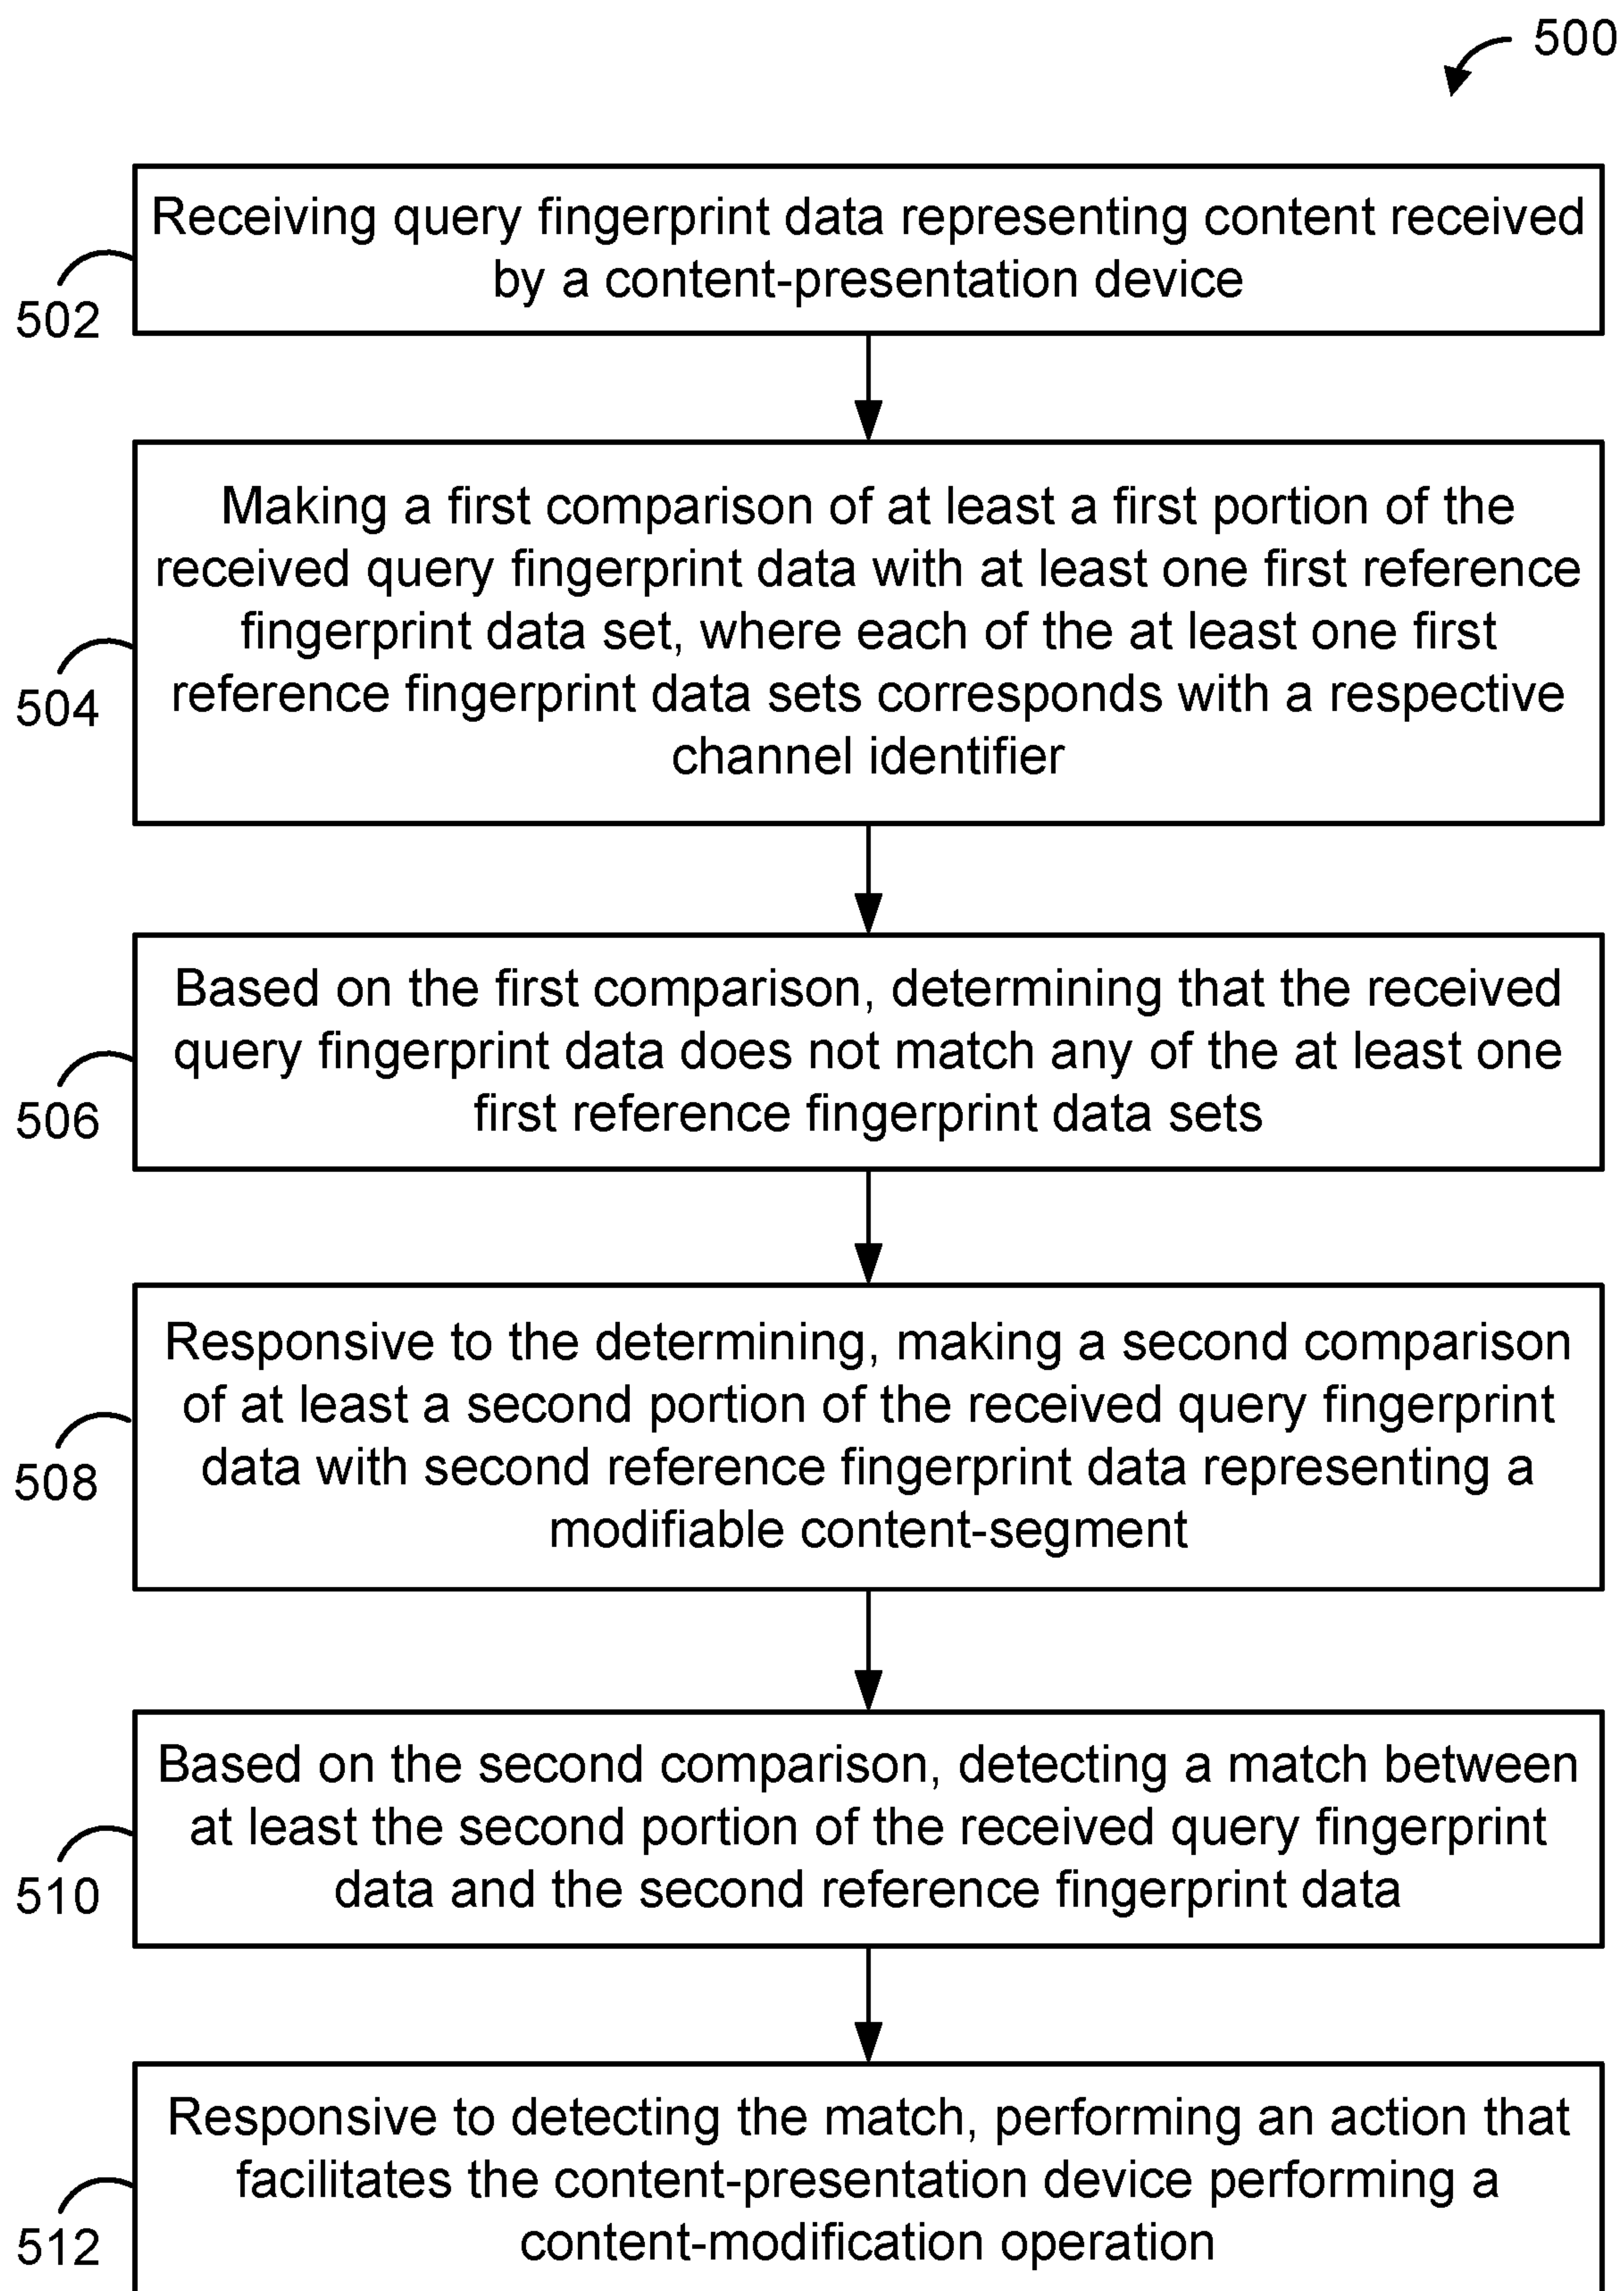 500
Receiving query fingerprint data representing content received
by a content-presentation device
502
Making a first comparison of at least a first portion of the
received query fingerprint data with at least one first reference
fingerprint data set, where each of the at least one first
reference fingerprint data sets corresponds with a respective
channel identifier
504
Based on the first comparison, determining that the received
query fingerprint data does not match any of the at least one
first reference fingerprint data sets
506
Responsive to the determining, making a second comparison
of at least a second portion of the received query fingerprint
data with second reference fingerprint data representing a
modifiable content-segment
508
Based on the second comparison, detecting a match between
at least the second portion of the received query fingerprint
data and the second reference fingerprint data
510
Responsive to detecting the match, performing an action that
facilitates the content-presentation device performing a
content-modification operation
512